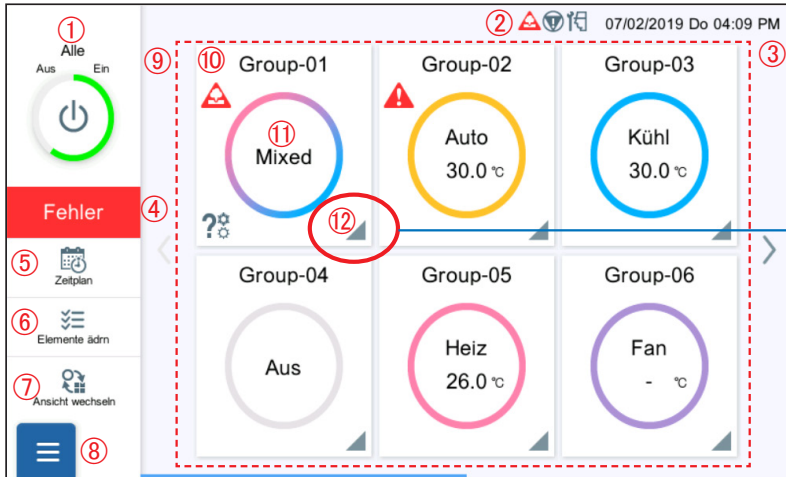 ①
Alle
Aus Ein
② 07/02/2019 Do 04:09 PM
③
⑨ ⑩ Group-01
⑪
Mixed
⑫
Group-02
Auto
30.0 ℃
Group-03
Kühl
30.0 ℃
Fehler ④
⑤ Zeitplan
⑥
Elemente ädrn
⑦
Ansicht wechseln
⑧
Group-04
Aus
Group-05
Heiz
26.0 ℃
Group-06
Fan
- ℃